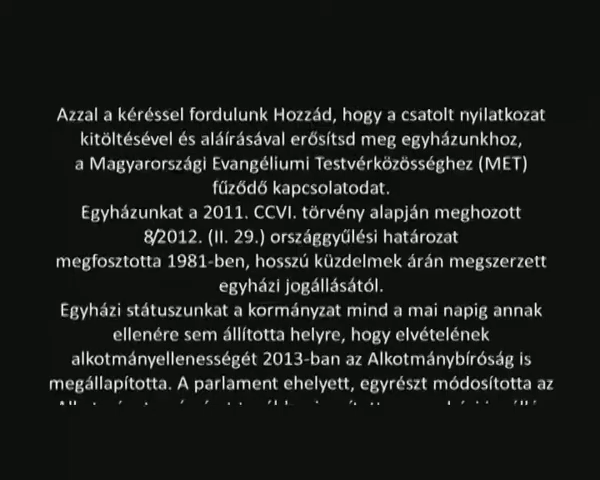 Azzal a kéréssel fordulunk Hozzád, hogy a csatolt nyilatkozat
kitöltésével és aláírásával erősítsd meg egyházunkhoz,
a Magyarországi Evangéliumi Testvérközösséghez (MET)
fűződő kapcsolatodat.
Egyházunkat a 2011. CCVI. törvény alapján meghozott
8/2012. (II. 29.) országgyűlési határozat
megfosztotta 1981-ben, hosszú küzdelmek árán megszerzett
egyházi jogállásától.
Egyházi státuszunkat a kormányzat mind a mai napig annak
ellenére sem állította helyre, hogy elvételének
alkotmányellenességét 2013-ban az Alkotmánybíróság is
megállapította. A parlament ehelyett, egyrészt módosította az